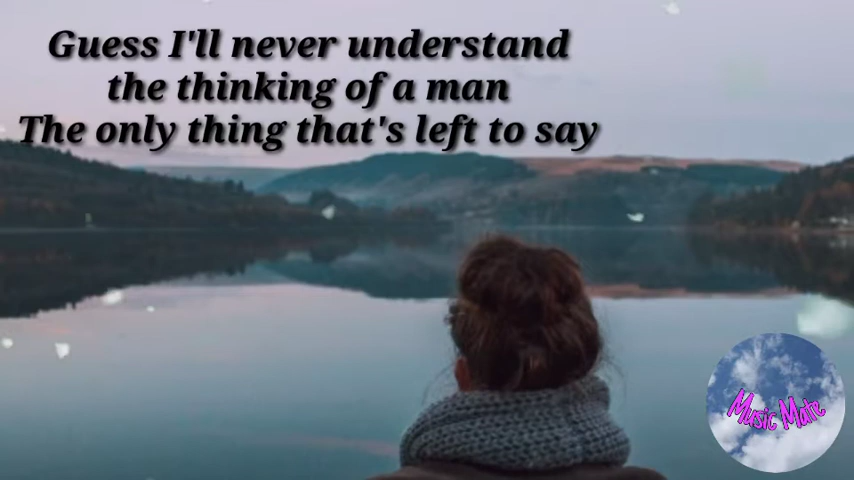 Guess I'll never understand
the thinking of a man
The only thing that's left to say
Music Mate